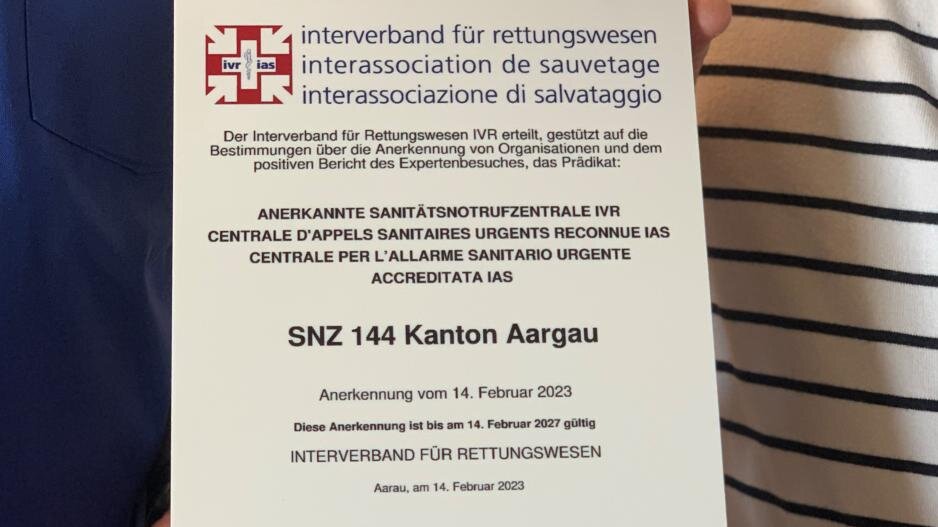 ivr ias
interverband für rettungswesen
interassociation de sauvetage
interassociazione di salvataggio
Der Interverband für Rettungswesen IVR erteilt, gestützt auf die
Bestimmungen über die Anerkennung von Organisationen und dem
positiven Bericht des Expertenbesuches, das Prädikat:
ANERKANNTE SANITÄTSNOTRUFZENTRALE IVR
CENTRALE D'APPELS SANITAIRES URGENTS RECONNUE IAS
CENTRALE PER L'ALLARME SANITARIO URGENTE
ACCREDITATA IAS
SNZ 144 Kanton Aargau
Anerkennung vom 14. Februar 2023
Diese Anerkennung ist bis am 14. Februar 2027 gültig
INTERVERBAND FÜR RETTUNGSWESEN
Aarau, am 14. Februar 2023